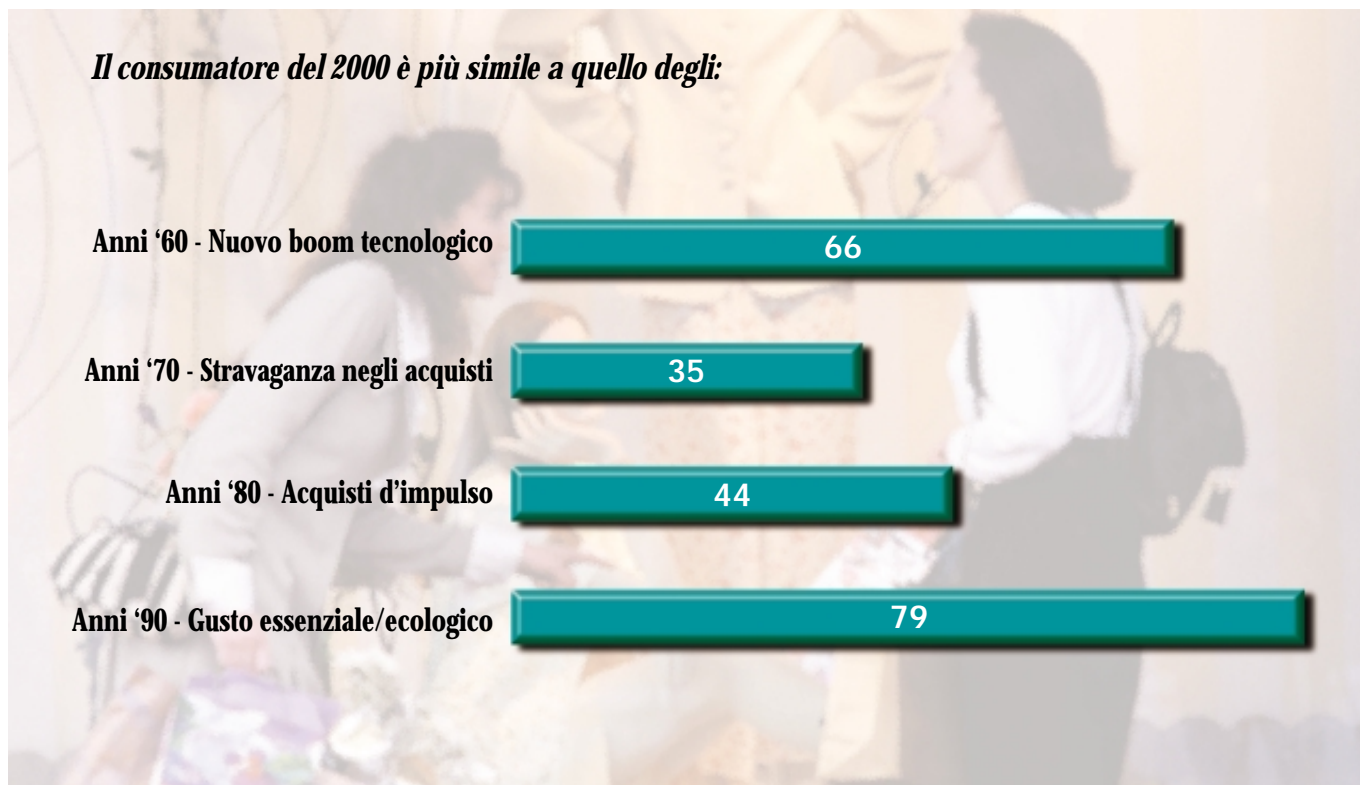 Il consumatore del 2000 è più simile a quello degli:
Anni ‘60 - Nuovo boom tecnologico 66
Anni ‘70 - Stravaganza negli acquisti 35
Anni ‘80 - Acquisti d’impulso 44
Anni ‘90 - Gusto essenziale/ecologico 79